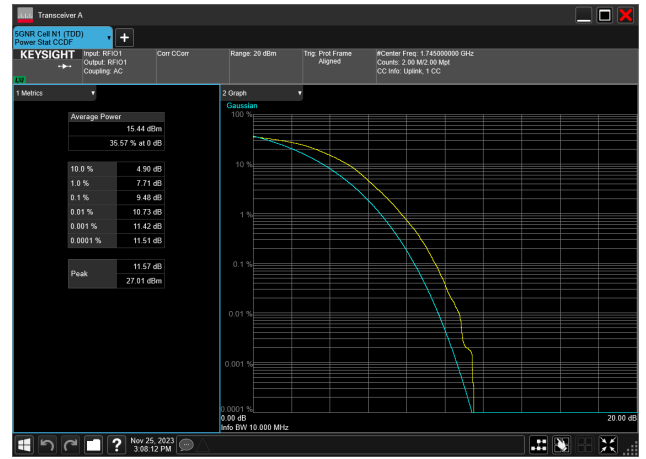 Transceiver A
5GNR Cell N1 (TDD)
Power Stat CCDF
KEYSIGHT
LXI
Input: RFIO1
Output: RFIO1
Coupling: AC
Corr CCorr
Range: 20 dBm
Trig: Prot Frame
Aligned
#Center Freq: 1.745000000 GHz
Counts: 2.00 M/2.00 Mpt
CC Info: Uplink, 1 CC
1 Metrics
Average Power
15.44 dBm
35.57 % at 0 dB
10.0 % 4.90 dB
1.0 % 7.71 dB
0.1 % 9.48 dB
0.01 % 10.73 dB
0.001 % 11.42 dB
0.0001 % 11.51 dB
Peak 11.57 dB
27.01 dBm
2 Graph
Gaussian
100 %
10 %
1 %
0.1 %
0.01 %
0.001 %
0.0001 %
0.00 dB 20.00 dB
Info BW 10.000 MHz
Nov 25, 2023
3:08:12 PM